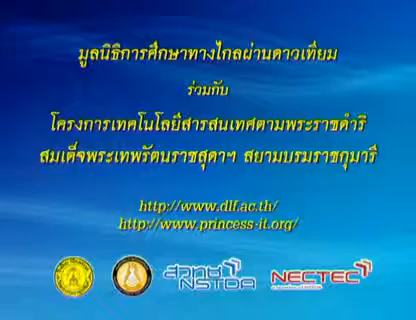 มูลนิธิการศึกษาทางไกลผ่านดาวเทียม
ร่วมกับ
โครงการเทคโนโลยีสารสนเทศตามพระราชดำริ
สมเด็จพระเทพรัตนราชสุดาฯ สยามบรมราชกุมารี
http://www.dlf.ac.th/
http://www.princess-it.org/
สวทช
NSTDA
NECTEC